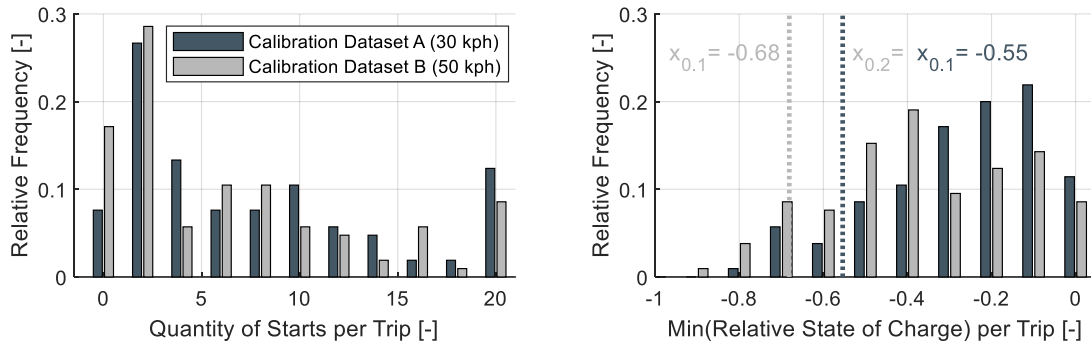 0.3
0.2
0.1
0
Relative Frequency [-]
Calibration Dataset A (30 kph)
Calibration Dataset B (50 kph)
0 5 10 15 20
Quantity of Starts per Trip [-]
0.3
0.2
0.1
0
Relative Frequency [-]
x0.1= -0.68
x0.2= x0.1= -0.55
-1 -0.8 -0.6 -0.4 -0.2 0
Min(Relative State of Charge) per Trip [-]